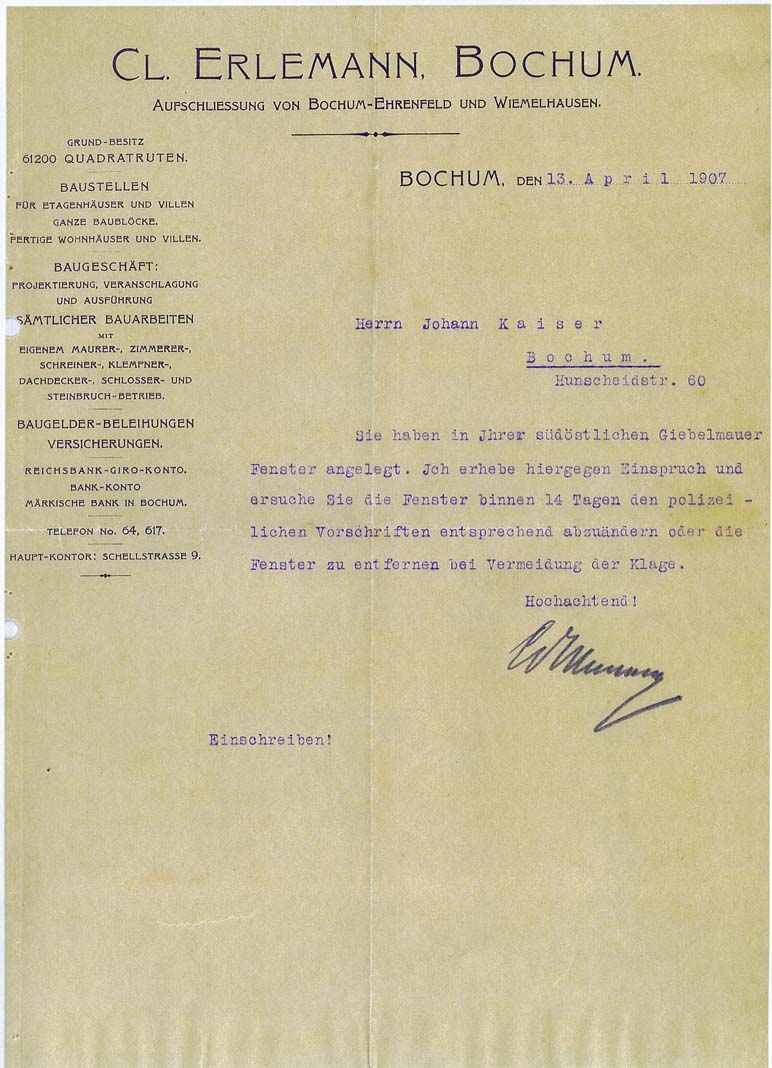 CL. ERLEMANN, BOCHUM.
AUFSCHLIESSUNG VON BOCHUM-EHRENFELD UND WIEMELHAUSEN.
GRUND-BESITZ
61200 QUADRATRUTEN.
BAUSTELLEN
FÜR ETAGENHÄUSER UND VILLEN
GANZE BAUBLÖCKE.
FERTIGE WOHNHÄUSER UND VILLEN.
BAUGESCHÄFT:
PROJEKTIERUNG, VERANSCHLAGUNG
UND AUSFÜHRUNG
SÄMTLICHER BAUARBEITEN
MIT
EIGENEM MAURER-, ZIMMERER-,
SCHREINER-, KLEMPNER-,
DACHDECKER-, SCHLOSSER- UND
STEINBRUCH-BETRIEB.
BAUGELDER-BELEIHUNGEN
VERSICHERUNGEN.
REICHSBANK-GIRO-KONTO.
BANK-KONTO
MÄRKISCHE BANK IN BOCHUM.
TELEFON No. 64, 617.
HAUPT-KONTOR: SCHELLSTRASSE 9.
BOCHUM, DEN 13. April 1907
Herrn Johann Kaiser
Bochum.
Hunscheidstr. 60
Sie haben in Jhrer südöstlichen Giebelmauer
Fenster angelegt. Jch erhebe hiergegen Einspruch und
ersuche Sie die Fenster binnen 14 Tagen den polizei -
lichen Vorschriften entsprechend abzuändern oder die
Fenster zu entfernen bei Vermeidung der Klage.
Hochachtend!
Cl Erlemann
Einschreiben!